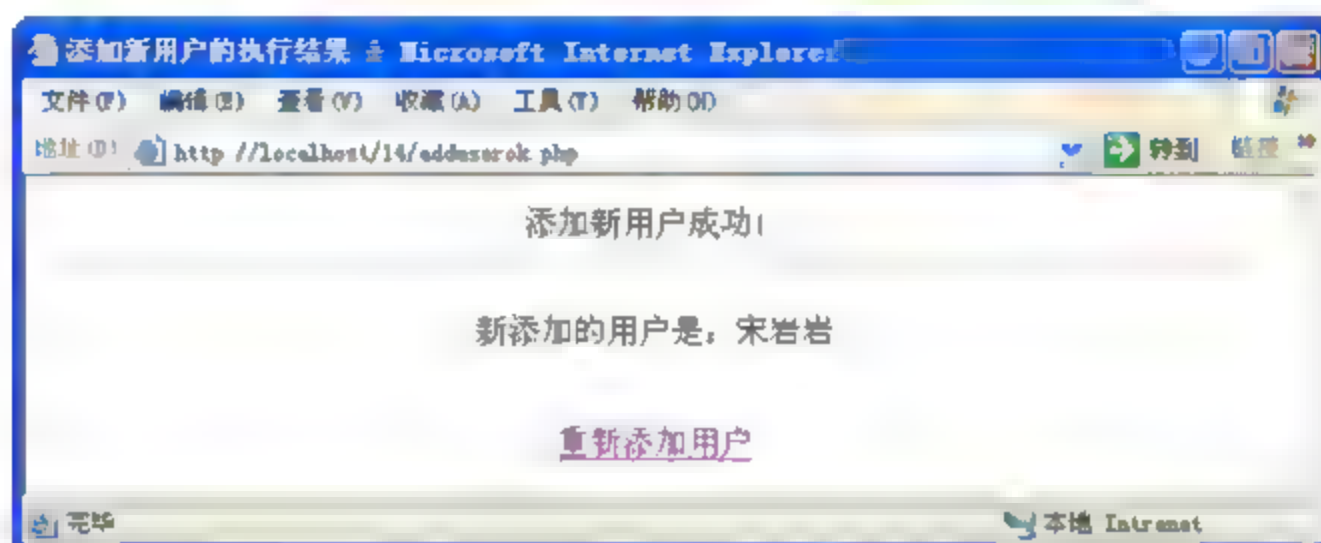 添加新用户的执行结果 - Microsoft Internet Explorer
文件(F) 编辑(E) 查看(V) 收藏(A) 工具(T) 帮助(H)
地址(D) http://localhost/14/adduserok.php 转到 链接 »
添加新用户成功!
新添加的用户是:宋岩岩
重新添加用户
完毕 本地 Intranet